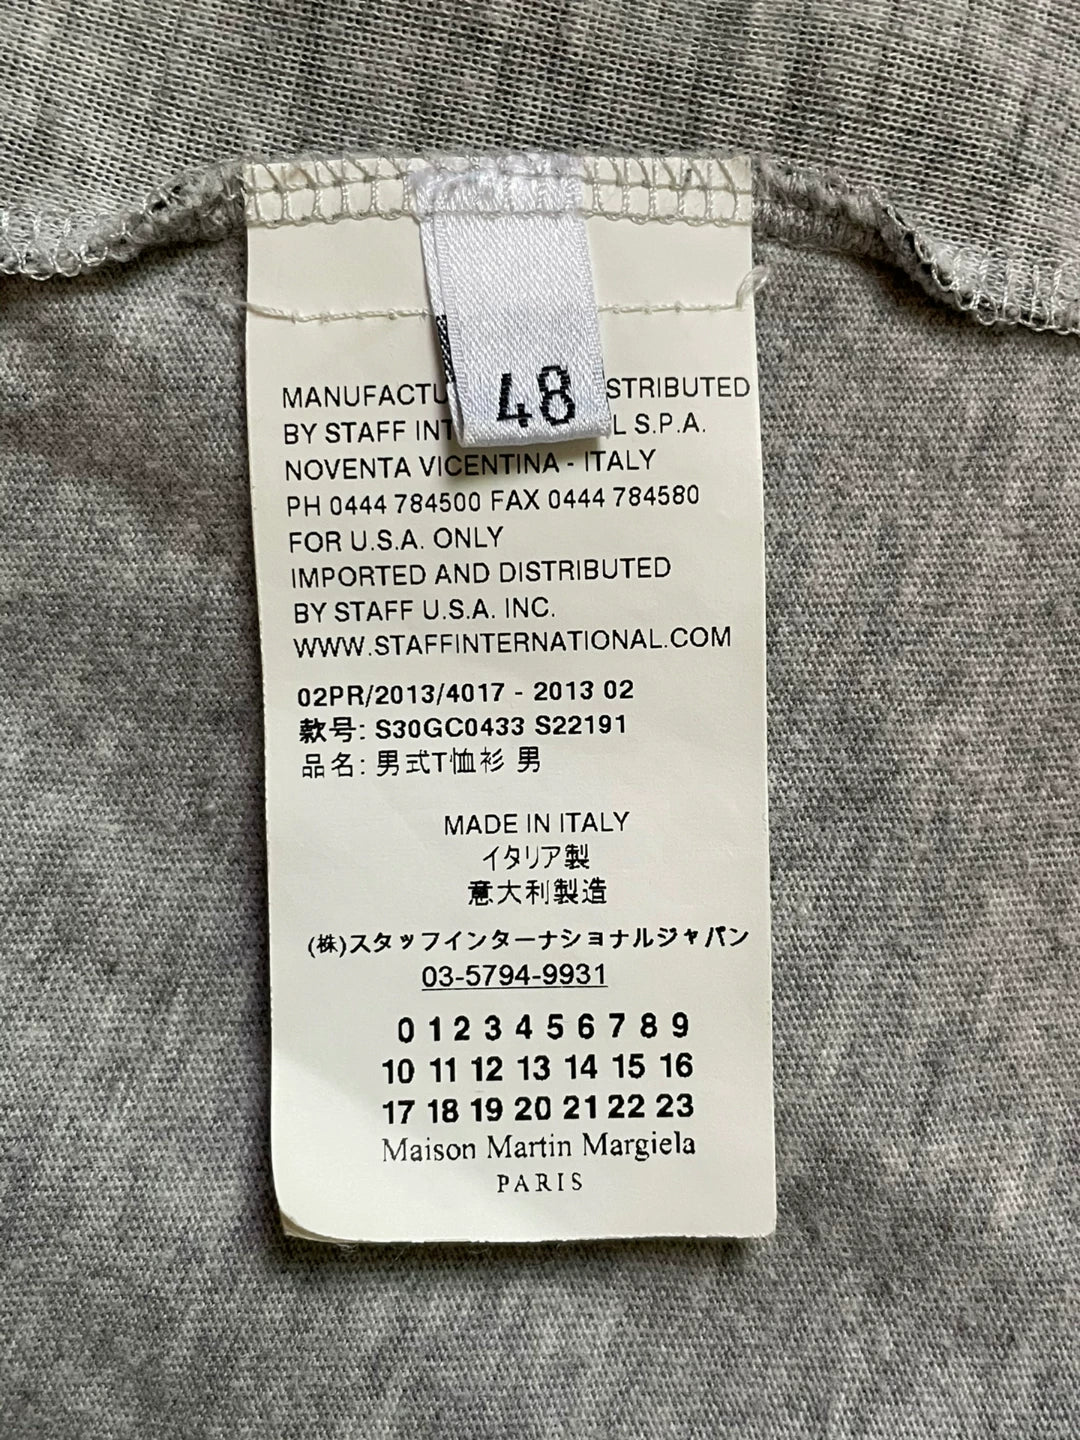 48
MANUFACTU STRIBUTED
BY STAFF INT L S.P.A.
NOVENTA VICENTINA - ITALY
PH 0444 784500 FAX 0444 784580
FOR U.S.A. ONLY
IMPORTED AND DISTRIBUTED
BY STAFF U.S.A. INC.
WWW.STAFFINTERNATIONAL.COM
02PR/2013/4017 - 2013 02
款号: S30GC0433 S22191
品名: 男式T恤衫 男
MADE IN ITALY
イタリア製
意大利製造
(株)スタッフインターナショナルジャパン
03-5794-9931
0 1 2 3 4 5 6 7 8 9
10 11 12 13 14 15 16
17 18 19 20 21 22 23
Maison Martin Margiela
PARIS